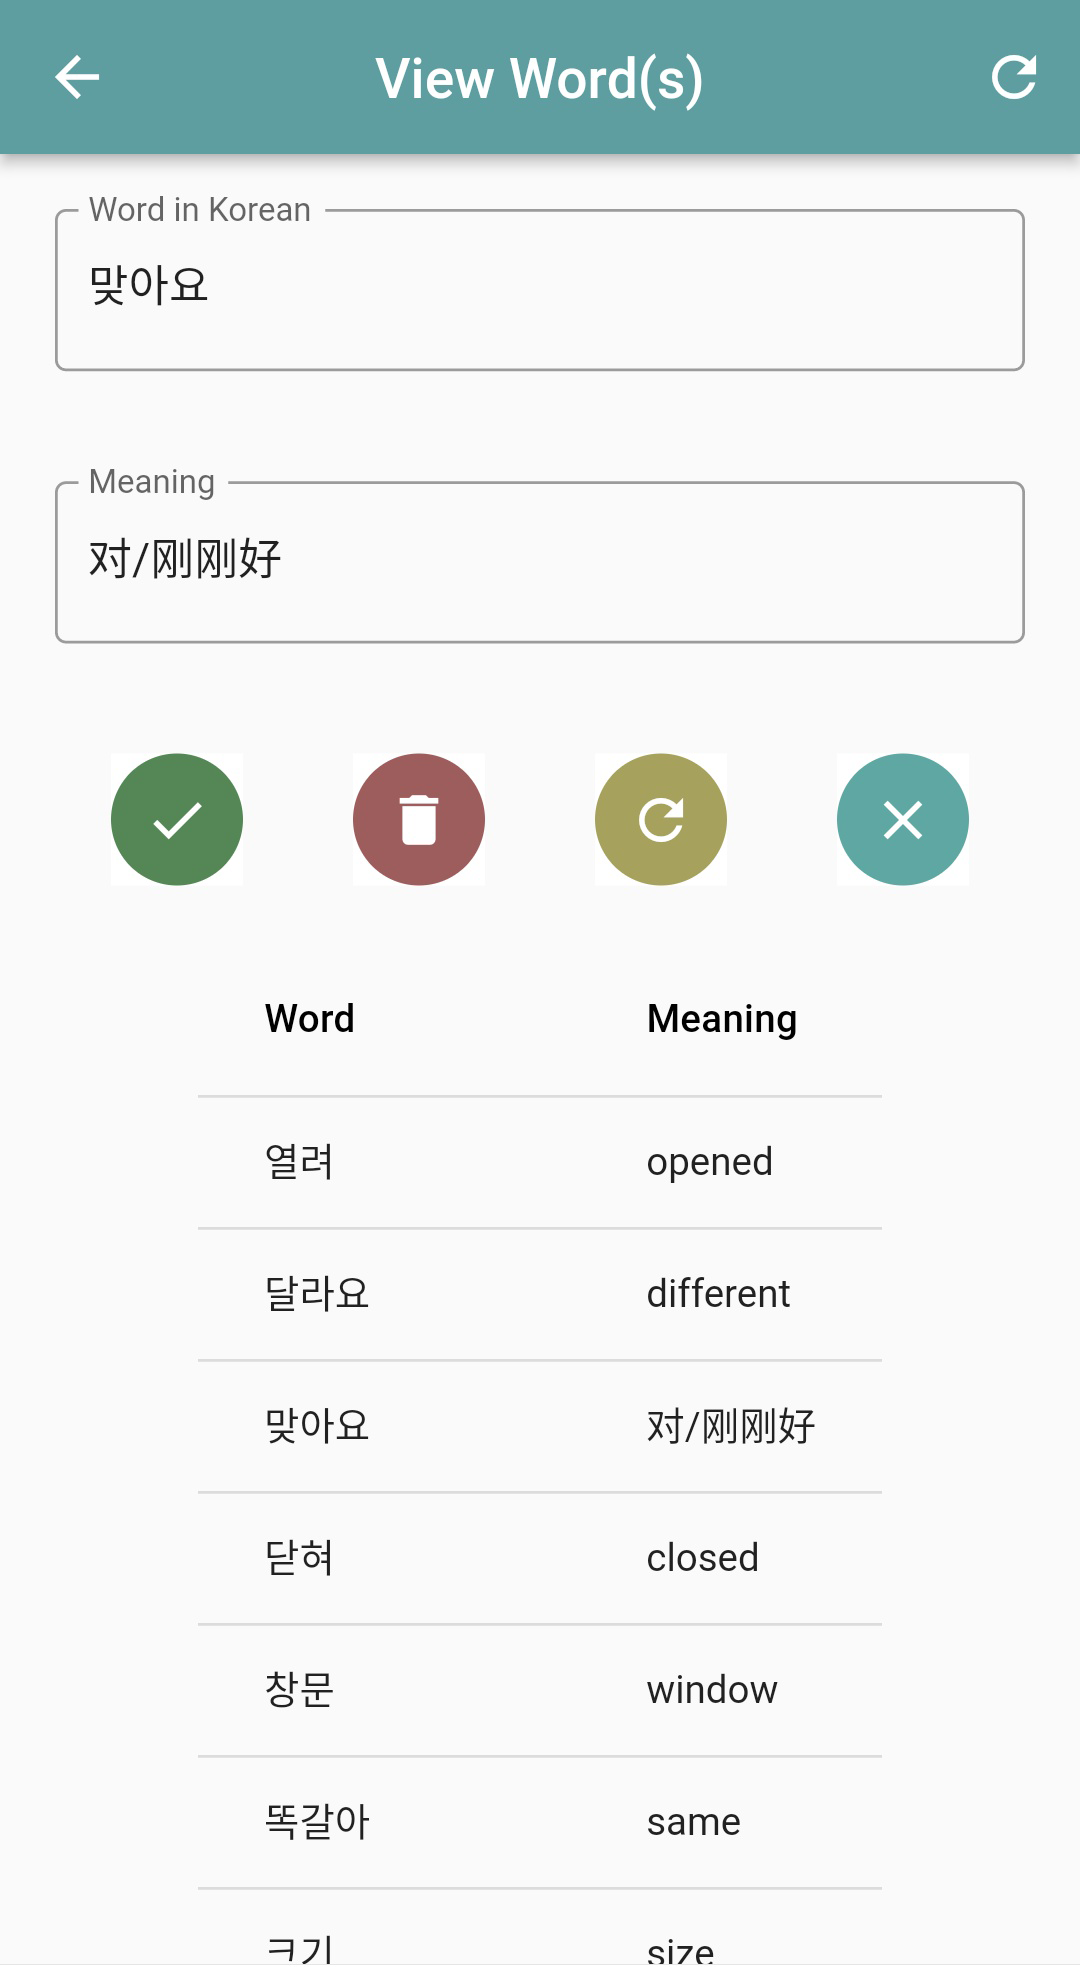 View Word(s)
Word in Korean
맞아요
Meaning
对/刚刚好
Word Meaning
열려 opened
달라요 different
맞아요 对/刚刚好
닫혀 closed
창문 window
똑갈아 same
크기 size